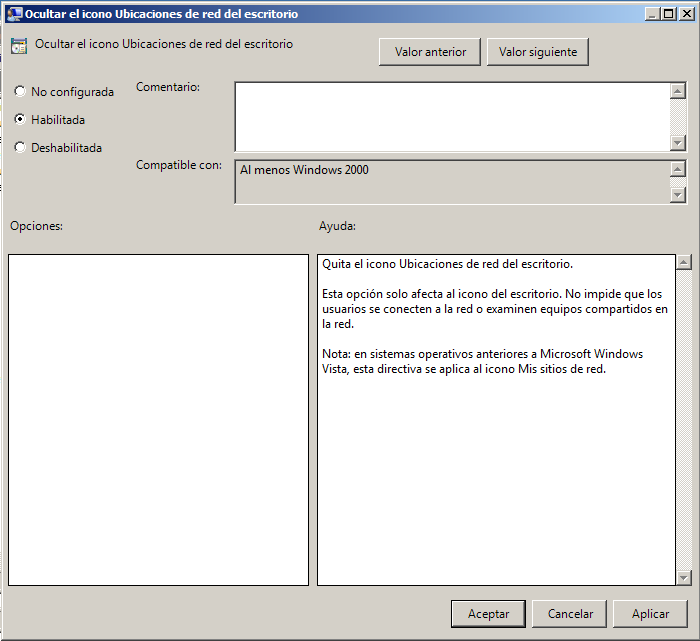 Ocultar el icono Ubicaciones de red del escritorio
Ocultar el icono Ubicaciones de red del escritorio
Valor anterior
Valor siguiente
No configurada
Habilitada
Deshabilitada
Comentario:
Compatible con:
Al menos Windows 2000
Opciones:
Ayuda:
Quita el icono Ubicaciones de red del escritorio.
Esta opción solo afecta al icono del escritorio. No impide que los
usuarios se conecten a la red o examinen equipos compartidos en
la red.
Nota: en sistemas operativos anteriores a Microsoft Windows
Vista, esta directiva se aplica al icono Mis sitios de red.
Aceptar
Cancelar
Aplicar